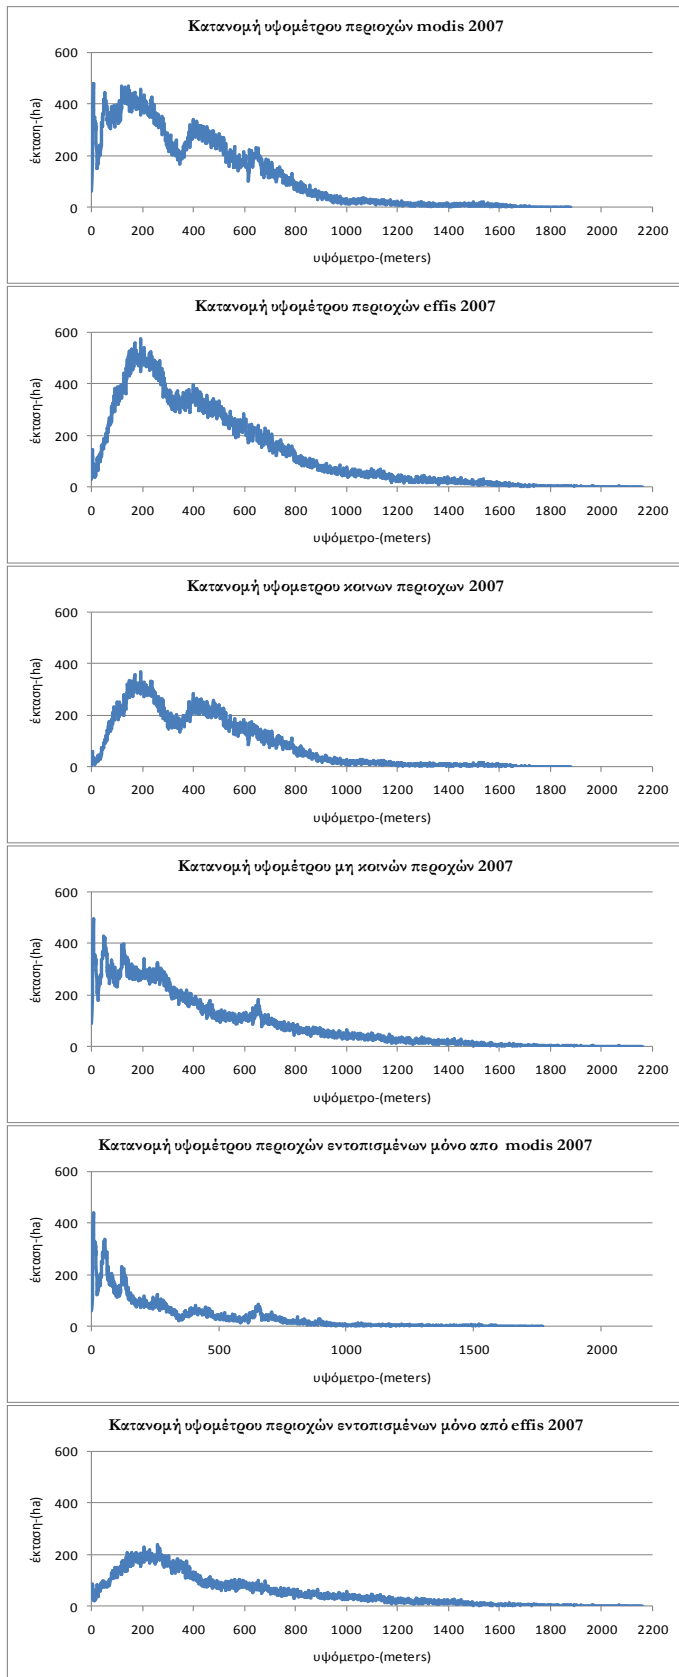 Κατανομή υψομέτρου περιοχών modis 2007
600
400
200
0
έκταση-(ha)
0 200 400 600 800 1000 1200 1400 1600 1800 2000 2200
υψόμετρο-(meters)
Κατανομή υψομέτρου περιοχών effis 2007
600
400
200
0
έκταση-(ha)
0 200 400 600 800 1000 1200 1400 1600 1800 2000 2200
υψόμετρο-(meters)
Κατανομή υψομετρου κοινων περιοχων 2007
600
400
200
0
έκταση-(ha)
0 200 400 600 800 1000 1200 1400 1600 1800 2000 2200
υψόμετρο-(meters)
Κατανομή υψομέτρου μη κοινών περοχών 2007
600
400
200
0
έκταση-(ha)
0 200 400 600 800 1000 1200 1400 1600 1800 2000 2200
υψόμετρο-(meters)
Κατανομή υψομέτρου περιοχών εντοπισμένων μόνο απο modis 2007
600
400
200
0
έκταση-(ha)
0 500 1000 1500 2000
υψόμετρο-(meters)
Κατανομή υψομέτρου περιοχών εντοπισμένων μόνο από effis 2007
600
400
200
0
έκταση-(ha)
0 200 400 600 800 1000 1200 1400 1600 1800 2000 2200
υψόμετρο-(meters)